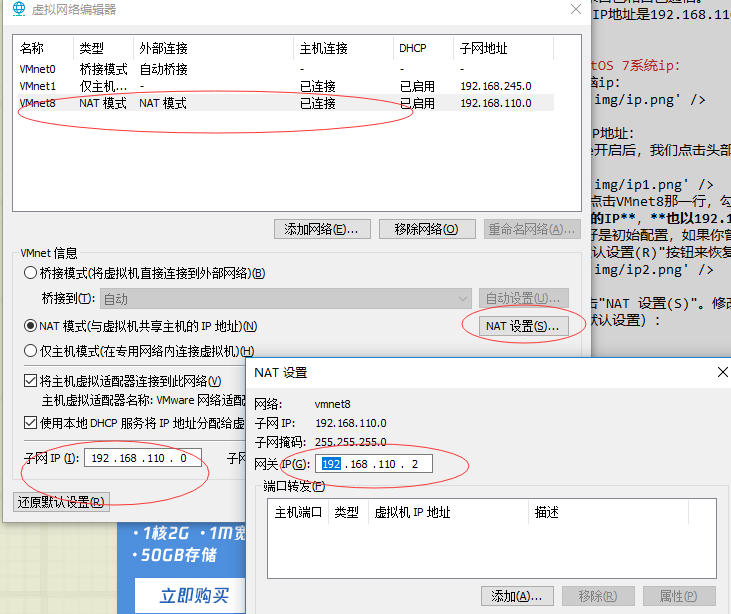 虚拟网络编辑器
名称 类型 外部连接 主机连接 DHCP 子网地址
VMnet0 桥接模式 自动桥接 - - -
VMnet1 仅主机... - 已连接 已启用 192.168.245.0
VMnet8 NAT 模式 NAT 模式 已连接 已启用 192.168.110.0
添加网络(E)... 移除网络(O) 重命名网络(A)...
VMnet 信息
桥接模式(将虚拟机直接连接到外部网络)(B)
桥接到(T): 自动 自动设置(U)...
NAT 模式(与虚拟机共享主机的 IP 地址)(N) NAT 设置(S)...
仅主机模式(在专用网络内连接虚拟机)(H)
将主机虚拟适配器连接到此网络(V)
主机虚拟适配器名称: VMware 网络适配
使用本地 DHCP 服务将 IP 地址分配给虚
子网 IP (I): 192 . 168 . 110 . 0 子网
还原默认设置(R)
IP地址是192.168.110
tOS 7系统ip:
ip:
img/ip.png' />
P地址:
开启后，我们点击头部
img/ip1.png' />
点击VMnet8那一行，勾
的IP**，**也以192.1
好是初始配置，如果你曾
认设置(R)"按钮来恢复
img/ip2.png' />
击"NAT 设置(S)"。修改
默认设置）:
NAT 设置
网络: vmnet8
子网 IP: 192.168.110.0
子网掩码: 255.255.255.0
网关 IP(G): 192 . 168 . 110 . 2
端口转发(F)
主机端口 类型 虚拟机 IP 地址 描述
添加(A)... 移除(R) 属性(P)
·1核2G ·1M宽
·50GB存储
立即购买